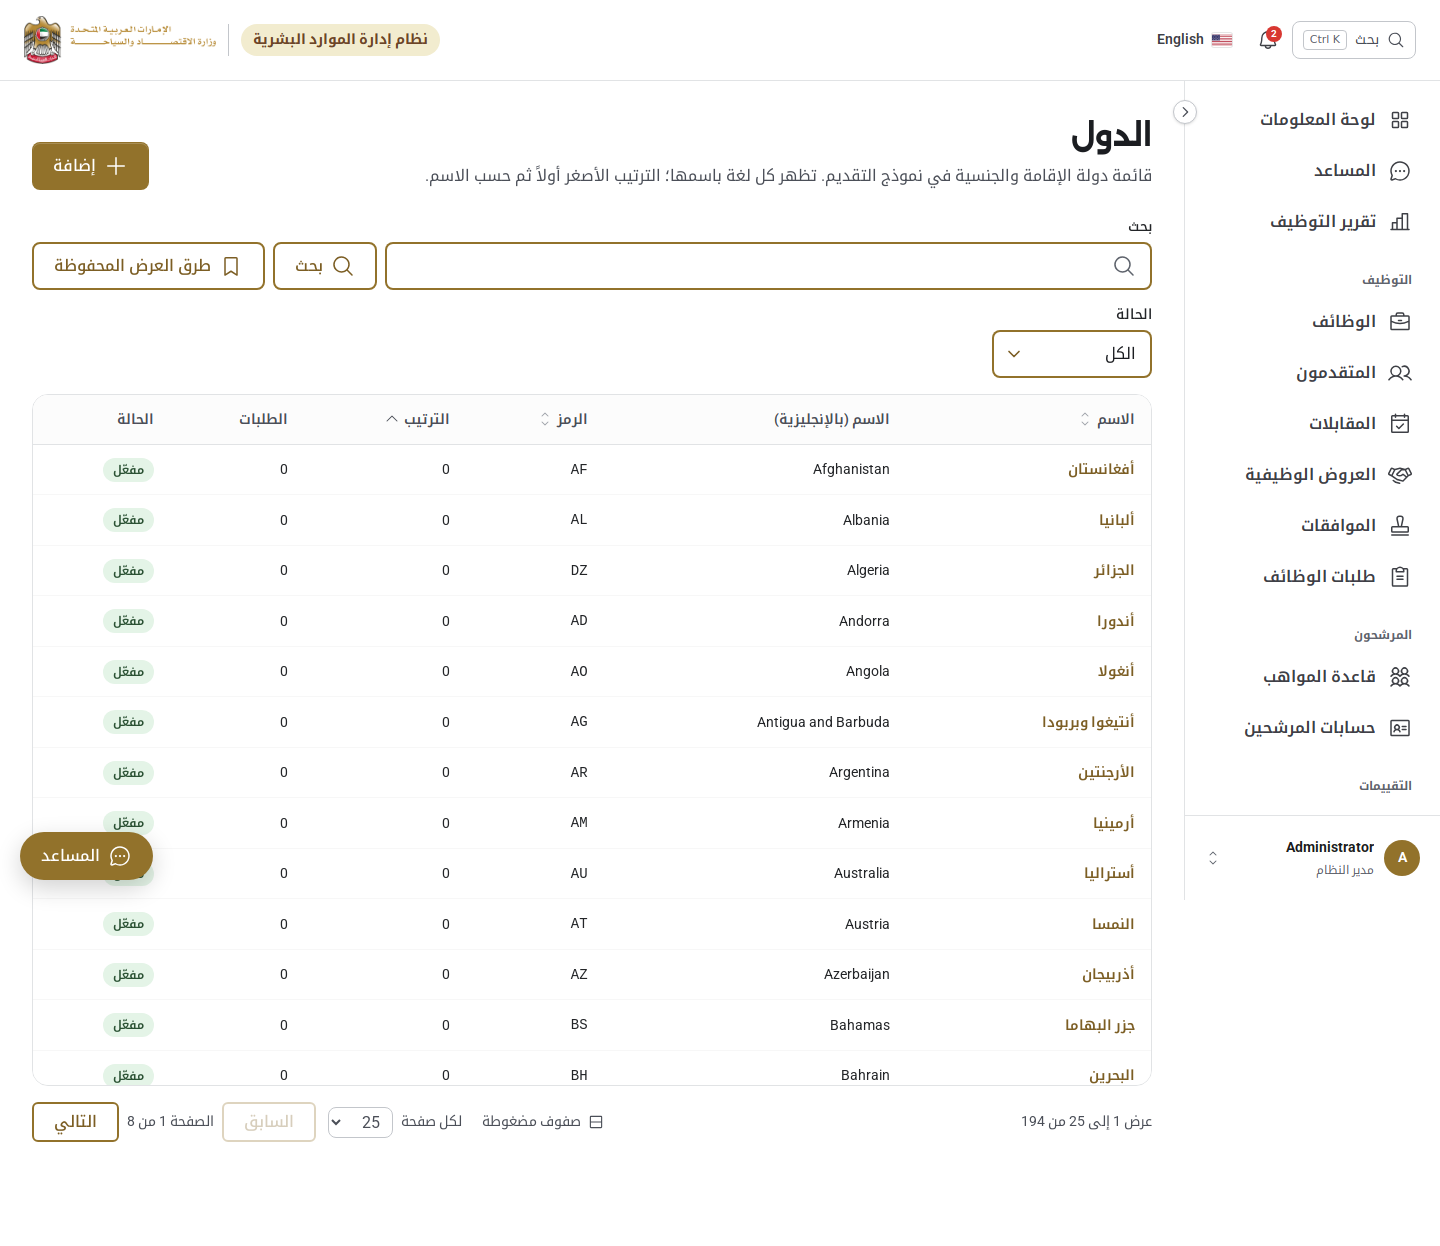 بحث
Ctrl K
2
English
نظام إدارة الموارد البشرية
الإمارات العربية المتحدة
وزارة الاقتصاد والسياحة
لوحة المعلومات
المساعد
تقرير التوظيف
التوظيف
الوظائف
المتقدمون
المقابلات
العروض الوظيفية
الموافقات
طلبات الوظائف
المرشحون
قاعدة المواهب
حسابات المرشحين
التقييمات
A
Administrator
مدير النظام
الدول
قائمة دولة الإقامة والجنسية في نموذج التقديم. تظهر كل لغة باسمها؛ الترتيب الأصغر أولاً ثم حسب الاسم.
إضافة
بحث
بحث
طرق العرض المحفوظة
الحالة
الكل
الاسم الاسم (بالإنجليزية) الرمز الترتيب الطلبات الحالة
أفغانستان Afghanistan AF 0 0 مفعّل
ألبانيا Albania AL 0 0 مفعّل
الجزائر Algeria DZ 0 0 مفعّل
أندورا Andorra AD 0 0 مفعّل
أنغولا Angola AO 0 0 مفعّل
أنتيغوا وبربودا Antigua and Barbuda AG 0 0 مفعّل
الأرجنتين Argentina AR 0 0 مفعّل
أرمينيا Armenia AM 0 0 مفعّل
أستراليا Australia AU 0 0
النمسا Austria AT 0 0 مفعّل
أذربيجان Azerbaijan AZ 0 0 مفعّل
جزر البهاما Bahamas BS 0 0 مفعّل
البحرين Bahrain BH 0 0 مفعّل
المساعد
عرض 1 إلى 25 من 194
صفوف مضغوطة
لكل صفحة 25
السابق
الصفحة 1 من 8
التالي